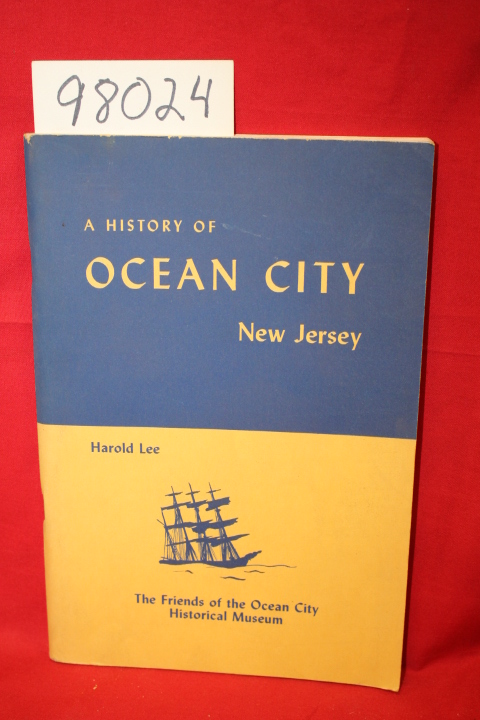 98024
A HISTORY OF
OCEAN CITY
New Jersey
Harold Lee
The Friends of the Ocean City
Historical Museum